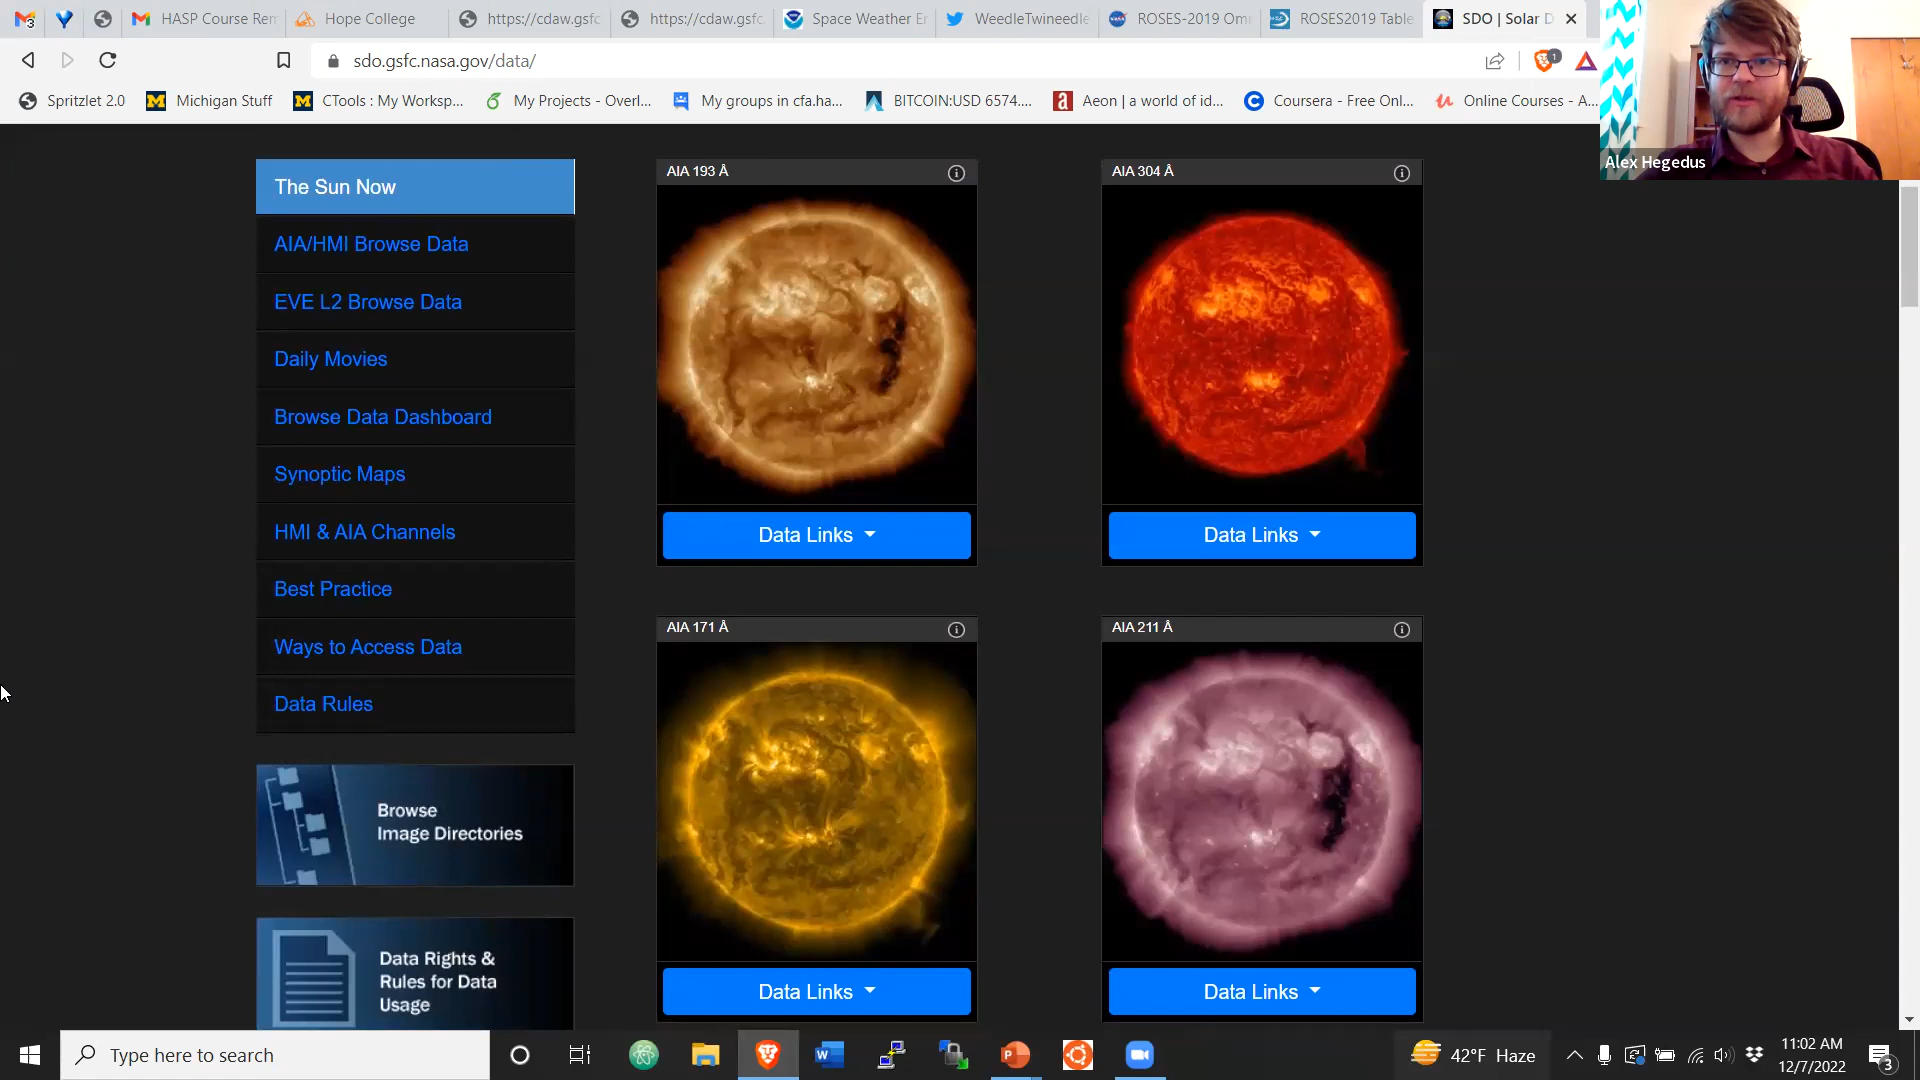 HASP Course Rem
Hope College
https://cdaw.gsfc
https://cdaw.gsfc.
Space Weather En
WeedleTwineedle
ROSES-2019 Omn
ROSES2019 Table
SDO | Solar D
sdo.gsfc.nasa.gov/data/
1
Spritzlet 2.0
Michigan Stuff
CTools : My Worksp...
My Projects - Overl...
My groups in cfa.ha...
BITCOIN:USD 6574....
Aeon | a world of id...
Coursera - Free Onl...
Online Courses - A...
Alex Hegedus
The Sun Now
AIA/HMI Browse Data
EVE L2 Browse Data
Daily Movies
Browse Data Dashboard
Synoptic Maps
HMI & AIA Channels
Best Practice
Ways to Access Data
Data Rules
Browse
Image Directories
Data Rights &
Rules for Data
Usage
AIA 193 Å
Data Links
AIA 304 Å
Data Links
AIA 171 Å
Data Links
AIA 211 Å
Data Links
Type here to search
42°F Haze
11:02 AM
12/7/2022
3